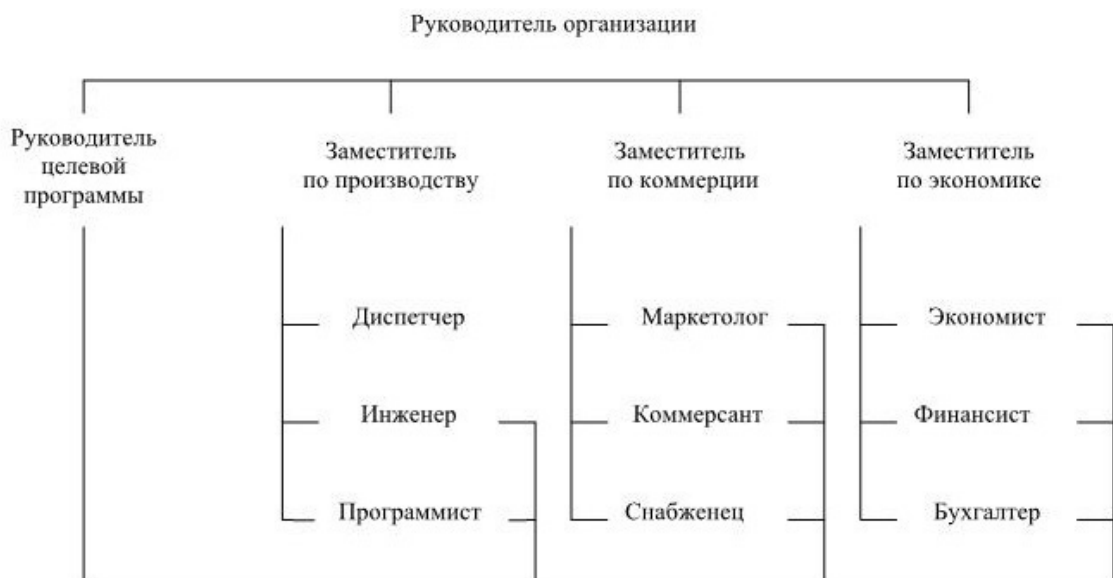 Руководитель организации
Руководитель
целевой
программы
Заместитель
по производству
Заместитель
по коммерции
Заместитель
по экономике
Диспетчер
Маркетолог
Экономист
Инженер
Коммерсант
Финансист
Программист
Снабженец
Бухгалтер